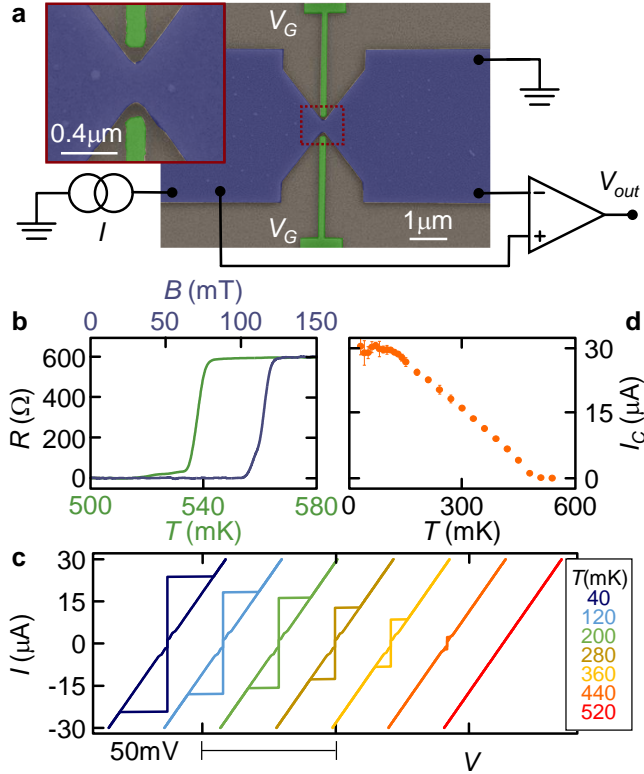 a
V_G
0.4μm
I
V_G
1μm
V_out
−
+
B (mT)
0 50 100 150
b
d
R (Ω)
600
400
200
0
500 540 580
T (mK)
30
15
0
I_C (μA)
0 300 600
T (mK)
c
I (μA)
30
15
0
-15
-30
T(mK)
40
120
200
280
360
440
520
50mV
V